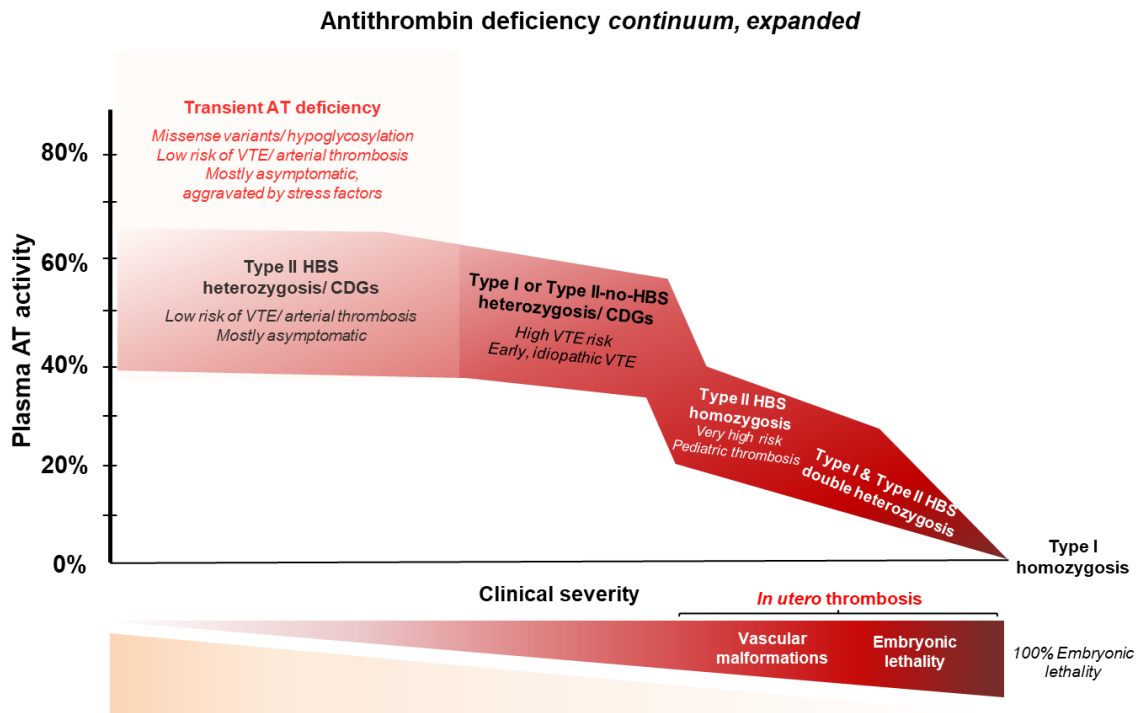 Antithrombin deficiency continuum, expanded
Transient AT deficiency
Missense variants/ hypoglycosylation
Low risk of VTE/ arterial thrombosis
Mostly asymptomatic,
aggravated by stress factors
Plasma AT activity
80%
60%
40%
20%
0%
Type II HBS
heterozygosis/ CDGs
Low risk of VTE/ arterial thrombosis
Mostly asymptomatic
Type I or Type II-no-HBS
heterozygosis/ CDGs
High VTE risk
Early, idiopathic VTE
Type II HBS
homozygosis
Very high risk
Pediatric thrombosis
Type I & Type II HBS
double heterozygosis
Type I
homozygosis
Clinical severity
In utero thrombosis
Vascular
malformations
Embryonic
lethality
100% Embryonic
lethality